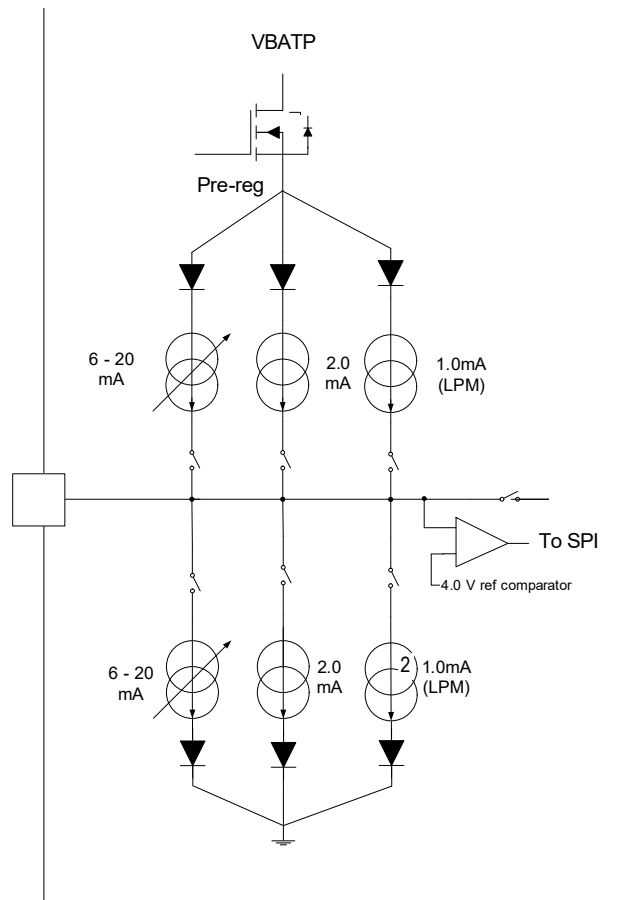 VBATP
Pre-reg
6 - 20
mA
2.0
mA
1.0mA
(LPM)
To SPI
4.0 V ref comparator
6 - 20
mA
2.0
mA
2
1.0mA
(LPM)